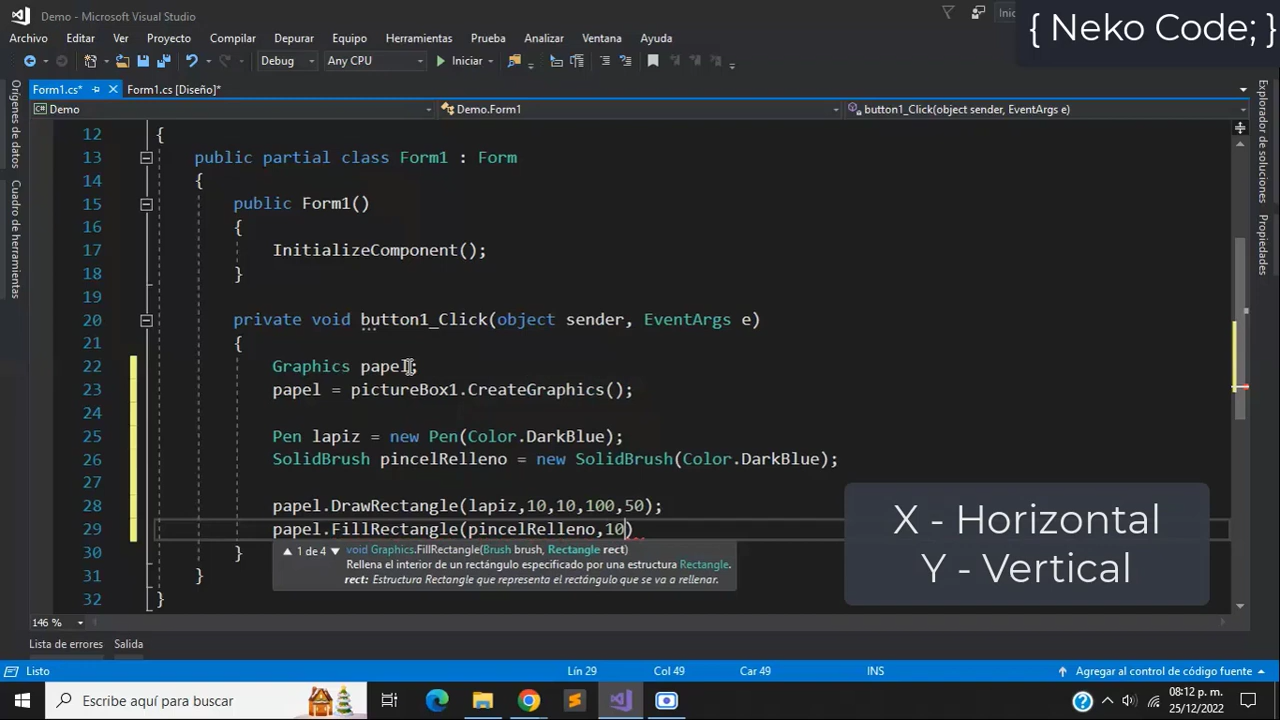 Demo - Microsoft Visual Studio
Inic
{ Neko Code; }
Archivo Editar Ver Proyecto Compilar Depurar Equipo Herramientas Prueba Analizar Ventana Ayuda
Debug Any CPU Iniciar
Form1.cs* Form1.cs [Diseño]*
Demo Demo.Form1 button1_Click(object sender, EventArgs e)
Orígenes de datos
Cuadro de herramientas
Explorador de soluciones
Propiedades
12 {
13 public partial class Form1 : Form
14 {
15 public Form1()
16 {
17 InitializeComponent();
18 }
19
20 private void button1_Click(object sender, EventArgs e)
21 {
22 Graphics papel;
23 papel = pictureBox1.CreateGraphics();
24
25 Pen lapiz = new Pen(Color.DarkBlue);
26 SolidBrush pincelRelleno = new SolidBrush(Color.DarkBlue);
27
28 papel.DrawRectangle(lapiz,10,10,100,50);
29 papel.FillRectangle(pincelRelleno,10)
30 }
31 }
32 }
1 de 4 void Graphics.FillRectangle(Brush brush, Rectangle rect)
Rellena el interior de un rectángulo especificado por una estructura Rectangle.
rect: Estructura Rectangle que representa el rectángulo que se va a rellenar.
X - Horizontal
Y - Vertical
146 %
Lista de errores Salida
Listo Lín 29 Col 49 Car 49 INS Agregar al control de código fuente
Escribe aquí para buscar
08:12 p. m.
25/12/2022